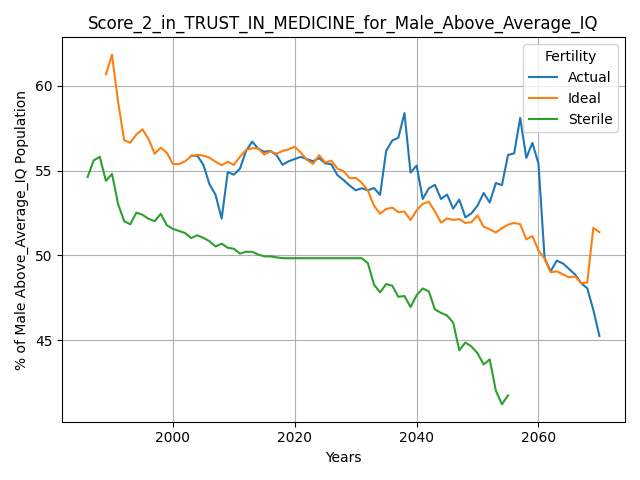 Score_2_in_TRUST_IN_MEDICINE_for_Male_Above_Average_IQ
Fertility
Actual
Ideal
Sterile
% of Male Above_Average_IQ Population
60
55
50
45
2000
2020
2040
2060
Years